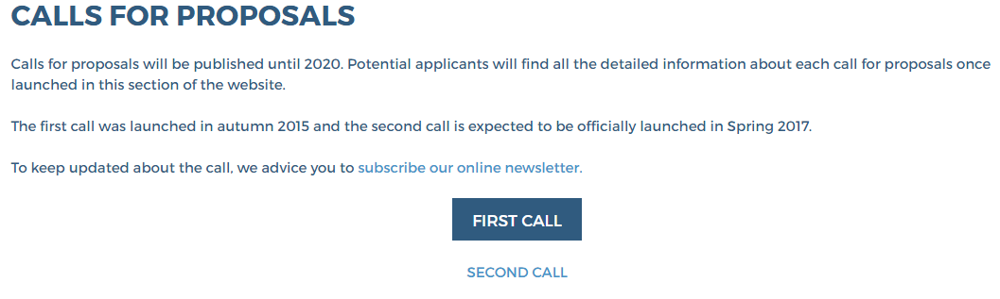 CALLS FOR PROPOSALS
Calls for proposals will be published until 2020. Potential applicants will find all the detailed information about each call for proposals once
launched in this section of the website.
The first call was launched in autumn 2015 and the second call is expected to be officially launched in Spring 2017.
To keep updated about the call, we advice you to subscribe our online newsletter.
FIRST CALL
SECOND CALL